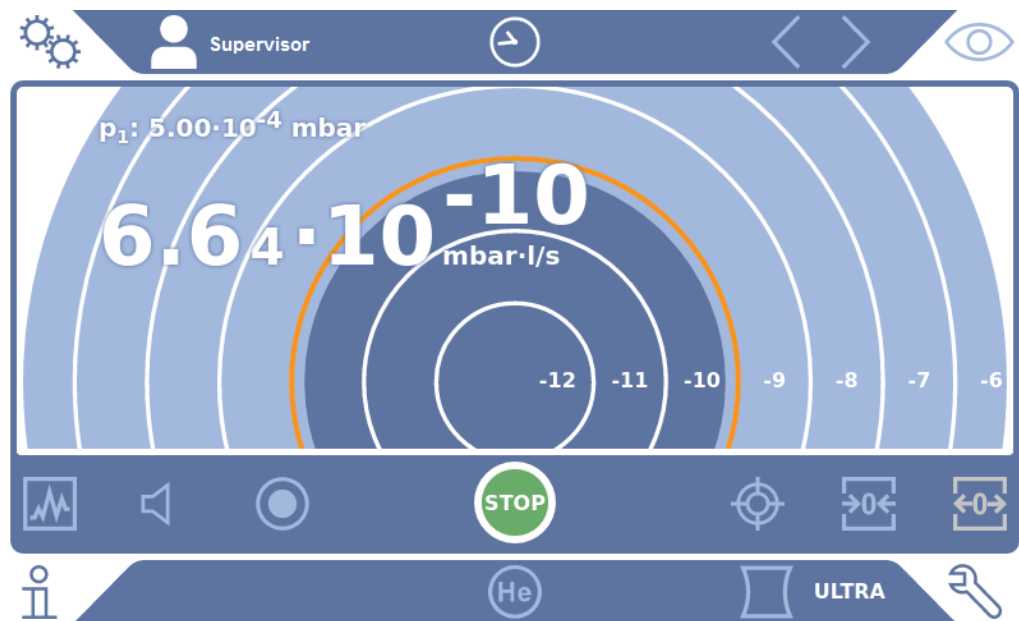 Supervisor
p₁: 5.00·10⁻⁴ mbar
6.64·10⁻¹⁰ mbar·l/s
-12 -11 -10 -9 -8 -7 -6
STOP →0← ←0→
He ULTRA